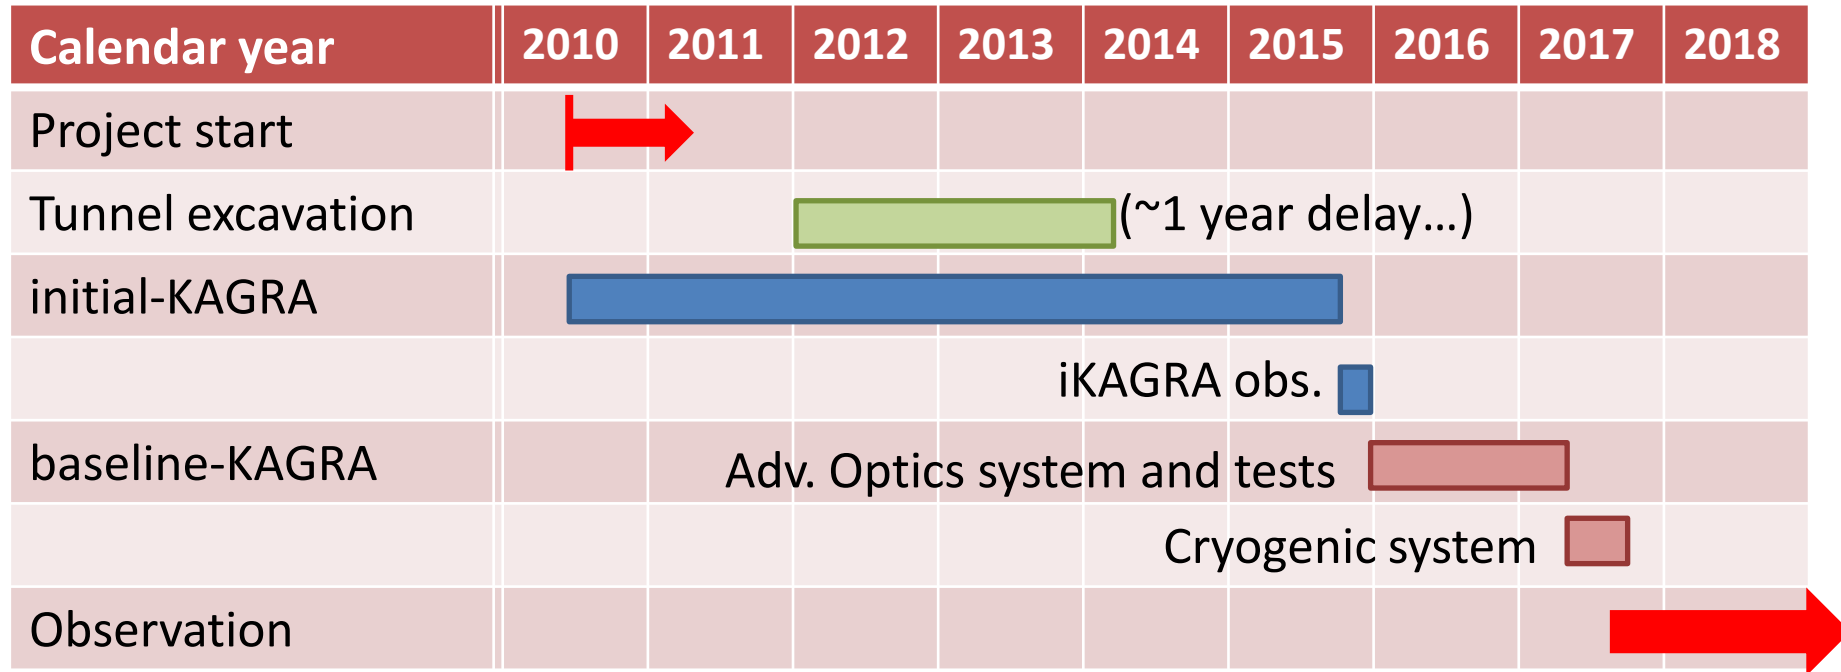 Calendar year 2010 2011 2012 2013 2014 2015 2016 2017 2018
Project start
Tunnel excavation (~1 year delay…)
initial-KAGRA
iKAGRA obs.
baseline-KAGRA Adv. Optics system and tests
Cryogenic system
Observation